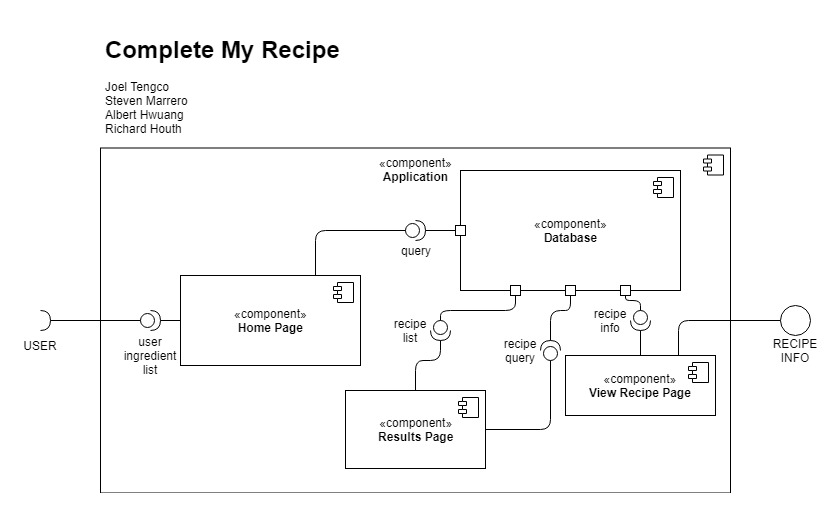 Complete My Recipe
Joel Tengco
Steven Marrero
Albert Hwuang
Richard Houth
«component»
Application
«component»
Database
query
«component»
Home Page
USER
user
ingredient
list
recipe
list
recipe
query
recipe
info
«component»
View Recipe Page
RECIPE
INFO
«component»
Results Page